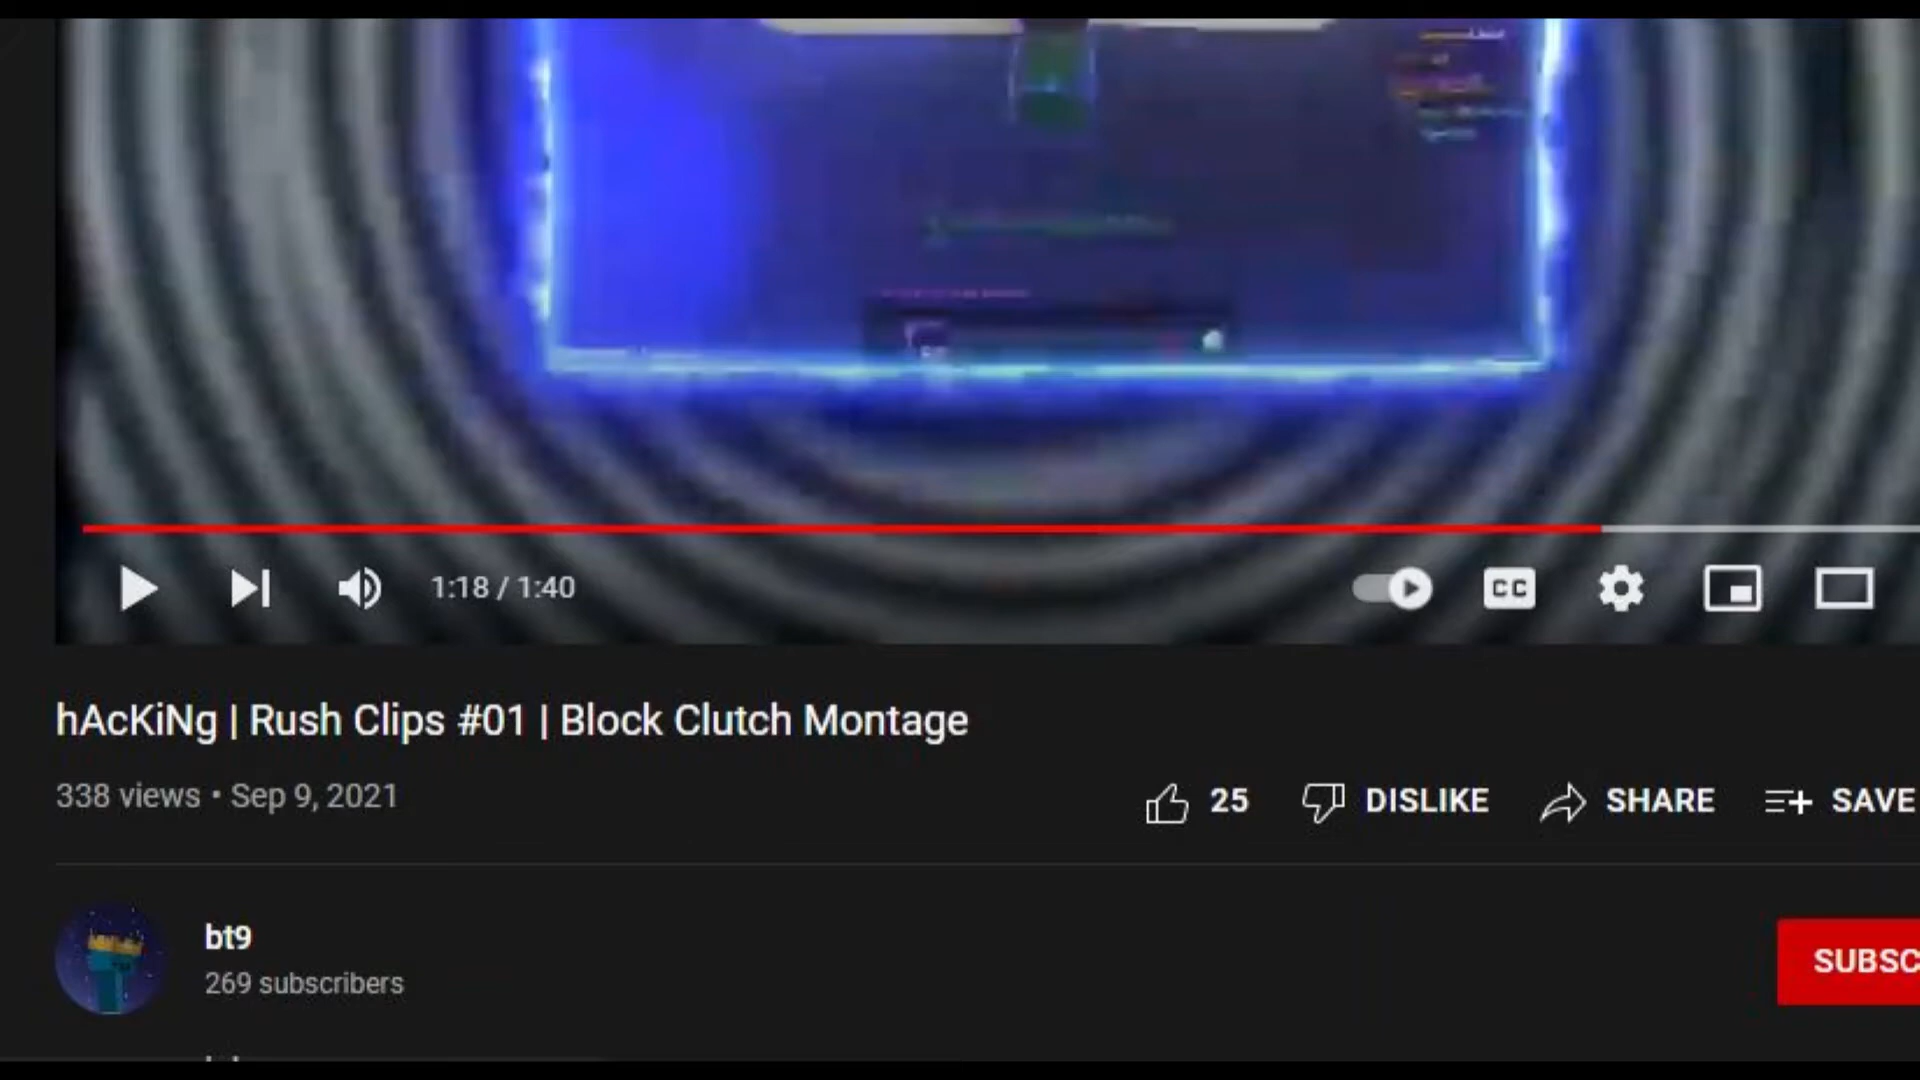 1:18 / 1:40
CC
hAcKiNg | Rush Clips #01 | Block Clutch Montage
338 views • Sep 9, 2021
25 DISLIKE SHARE SAVE
bt9
269 subscribers
SUBSC